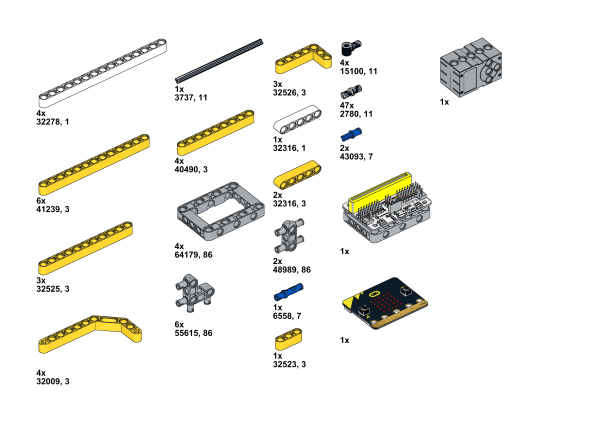 4x
32278, 1
6x
41239, 3
3x
32525, 3
4x
32009, 3
1x
3737, 11
4x
40490, 3
4x
64179, 86
6x
55615, 86
3x
32526, 3
1x
32316, 1
2x
32316, 3
2x
48989, 86
1x
6558, 7
1x
32523, 3
4x
15100, 11
47x
2780, 11
2x
43093, 7
1x
1x
1x